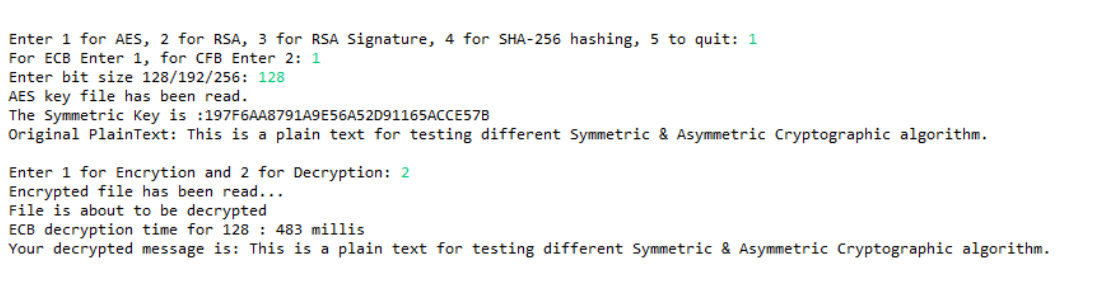 Enter 1 for AES, 2 for RSA, 3 for RSA Signature, 4 for SHA-256 hashing, 5 to quit: 1
For ECB Enter 1, for CFB Enter 2: 1
Enter bit size 128/192/256: 128
AES key file has been read.
The Symmetric Key is :197F6AA8791A9E56A52D91165ACCE57B
Original PlainText: This is a plain text for testing different Symmetric & Asymmetric Cryptographic algorithm.
Enter 1 for Encrytion and 2 for Decryption: 2
Encrypted file has been read...
File is about to be decrypted
ECB decryption time for 128 : 483 millis
Your decrypted message is: This is a plain text for testing different Symmetric & Asymmetric Cryptographic algorithm.